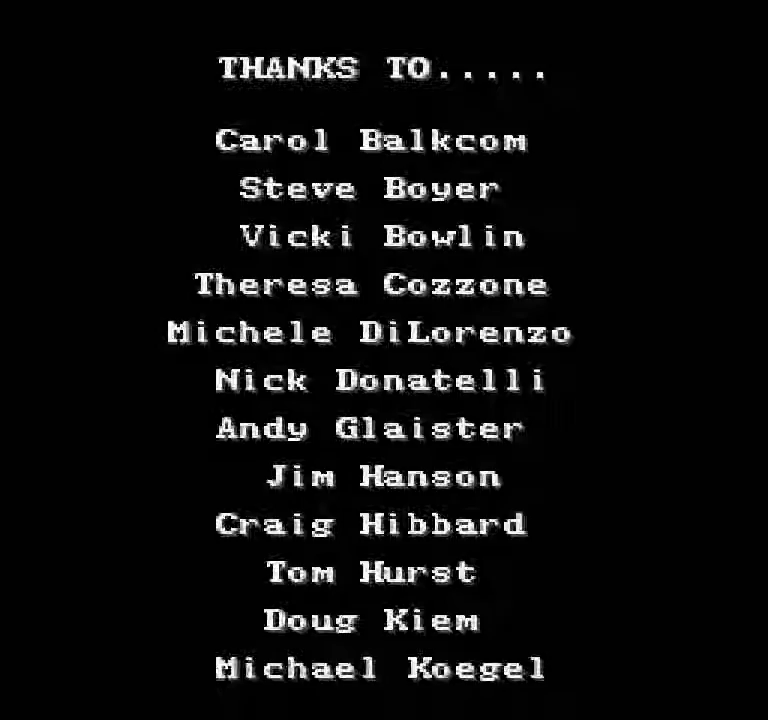 THANKS TO.....
Carol Balkcom
Steve Boyer
Vicki Bowlin
Theresa Cozzone
Michele DiLorenzo
Nick Donatelli
Andy Glaister
Jim Hanson
Craig Hibbard
Tom Hurst
Doug Kiem
Michael Koegel